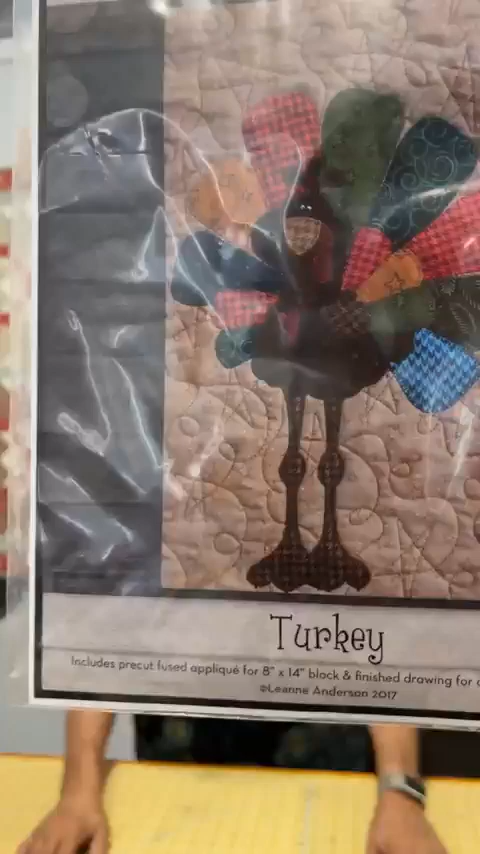 Turkey
Includes precut fused appliqué for 8" x 14" block & finished drawing for
©Leanne Anderson 2017